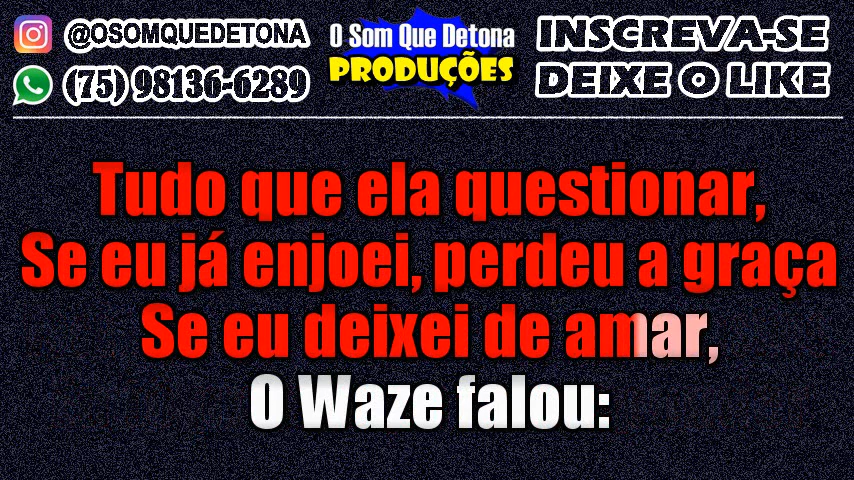 @OSOMQUEDETONA
(75) 98136-6289
O Som Que Detona
PRODUÇÕES
INSCREVA-SE
DEIXE O LIKE
Tudo que ela questionar,
Se eu já enjoei, perdeu a graça
Se eu deixei de amar,
O Waze falou: